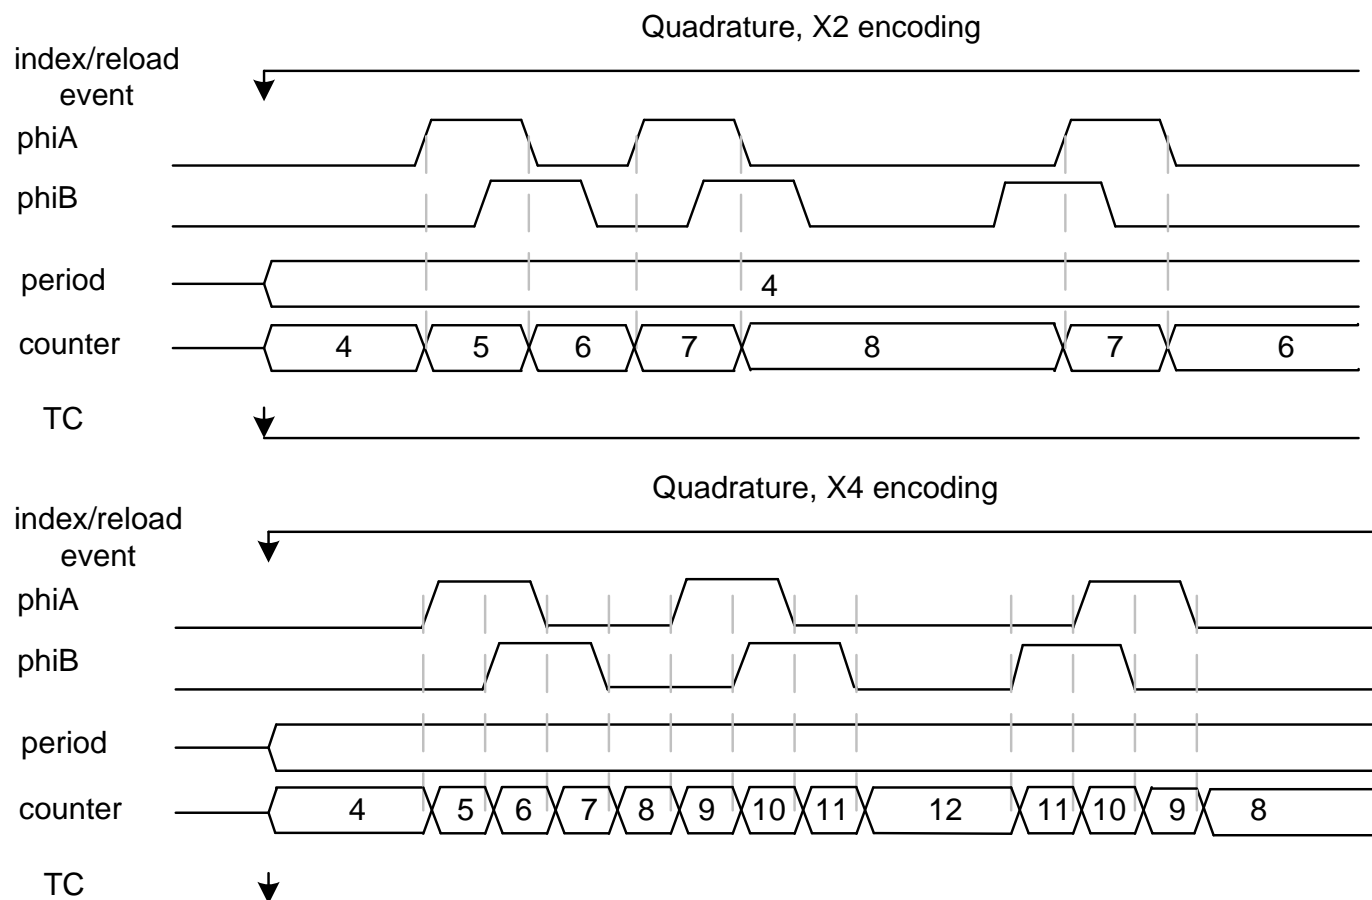 Quadrature, X2 encoding
index/reload
event
phiA
phiB
period
4
counter
4 5 6 7 8 7 6
TC
Quadrature, X4 encoding
index/reload
event
phiA
phiB
period
counter
4 5 6 7 8 9 10 11 12 11 10 9 8
TC